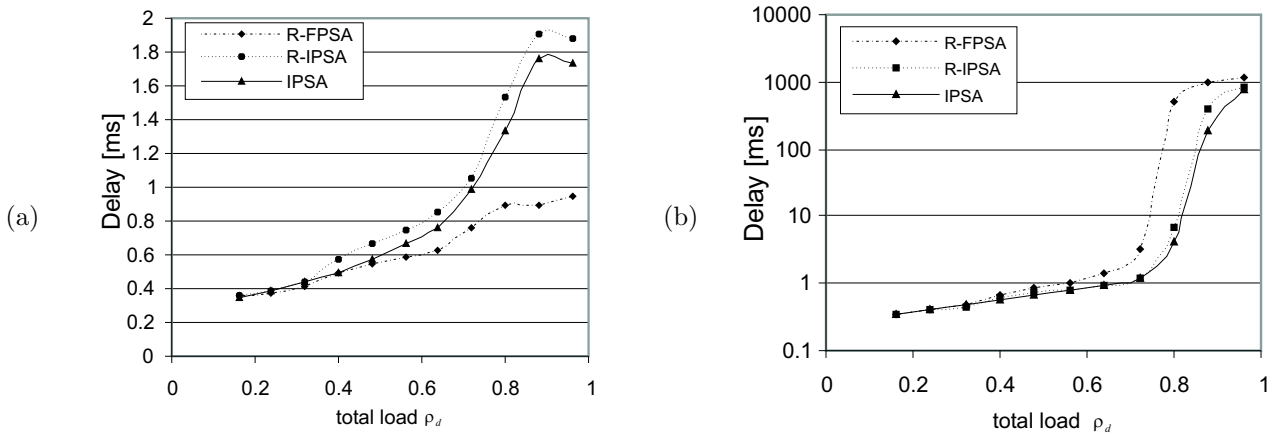 (a)
Delay [ms]
2
1.8
1.6
1.4
1.2
1
0.8
0.6
0.4
0.2
0
R-FPSA
R-IPSA
IPSA
0 0.2 0.4 0.6 0.8 1
total load ρd
(b)
Delay [ms]
10000
1000
100
10
1
0.1
R-FPSA
R-IPSA
IPSA
0 0.2 0.4 0.6 0.8 1
total load ρd